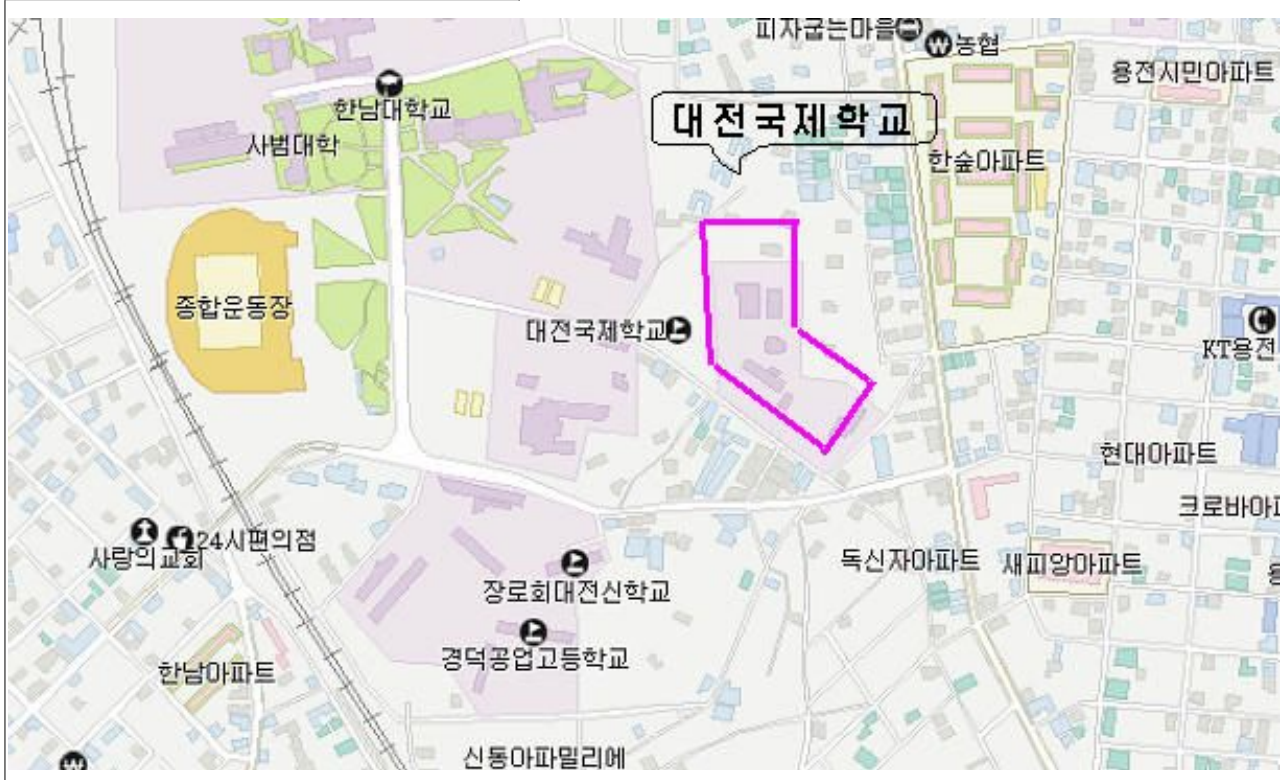 피자굽는마을
농협
용전시민아파트
한남대학교
대전국제학교
사범대학
한숲아파트
종합운동장
대전국제학교
KT용전
현대아파트
크로바아파
24시편의점
사랑의교회
독신자아파트
새피앙아파트
장로회대전신학교
경덕공업고등학교
한남아파트
신동아파밀리에